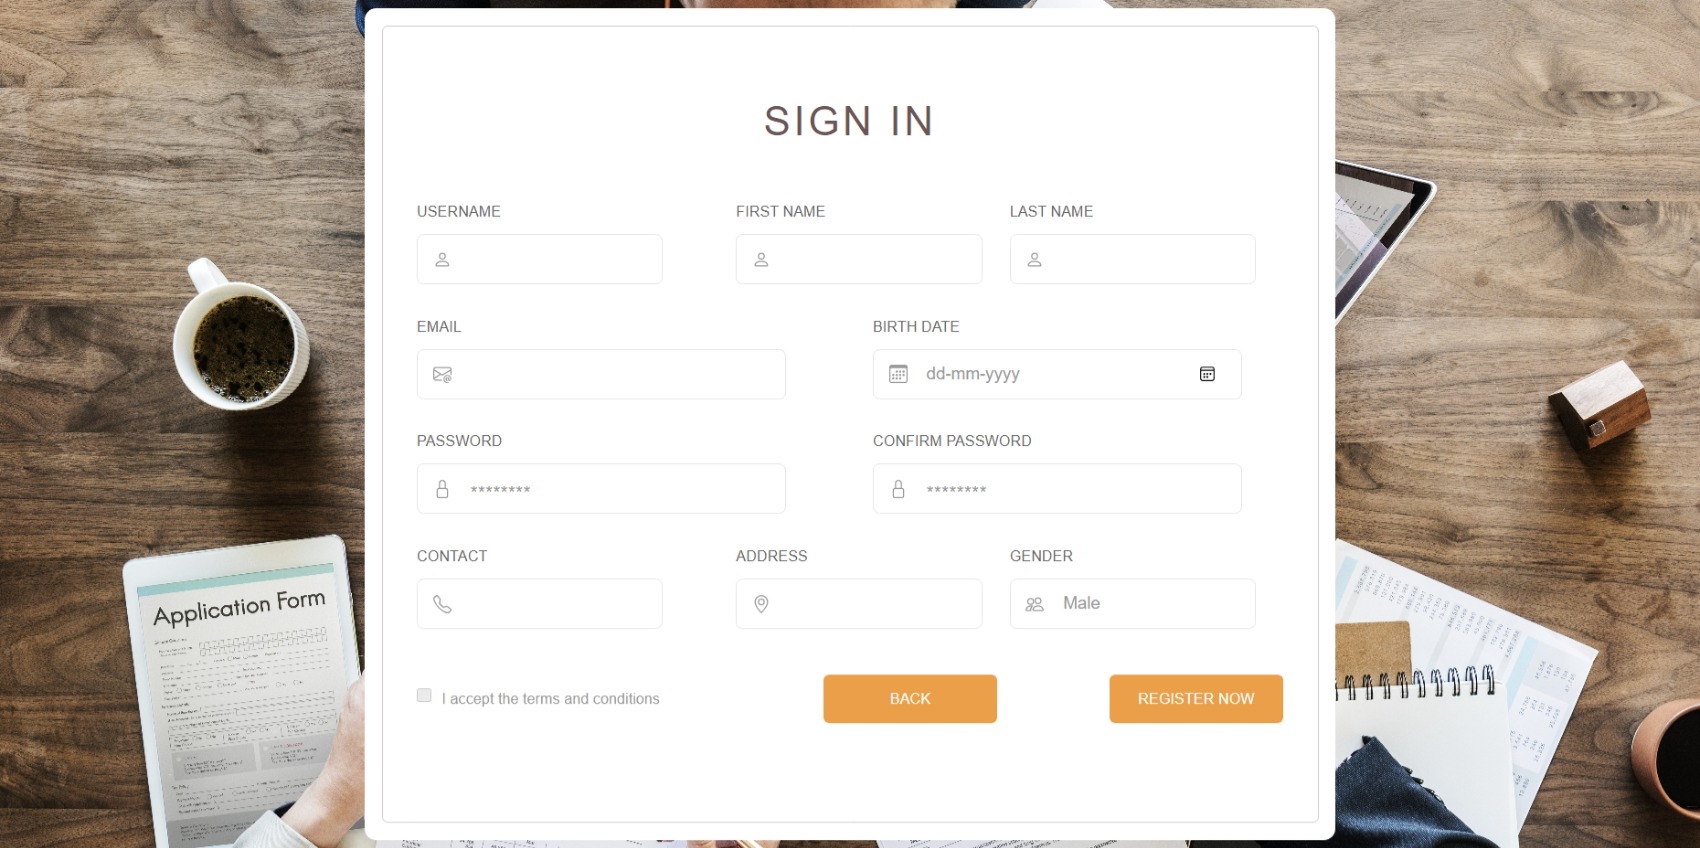 SIGN IN
USERNAME FIRST NAME LAST NAME
EMAIL BIRTH DATE
dd-mm-yyyy
PASSWORD CONFIRM PASSWORD
******** ********
CONTACT ADDRESS GENDER
Male
I accept the terms and conditions BACK REGISTER NOW
Application Form